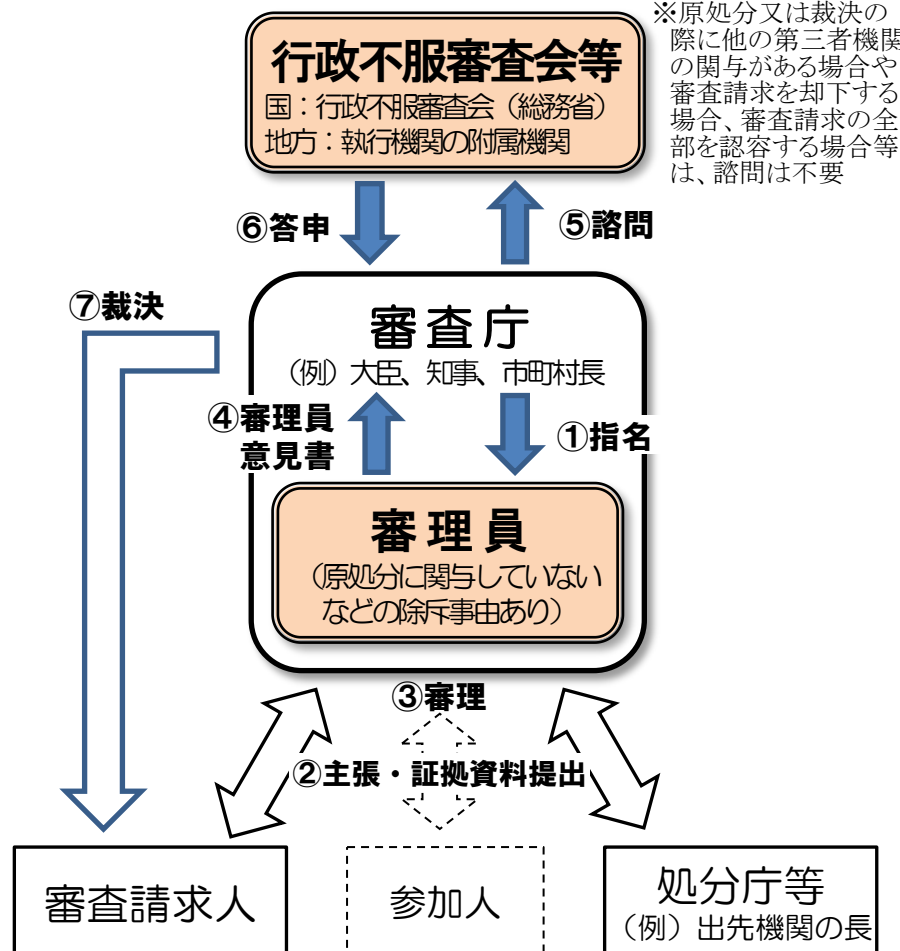 ※原処分又は裁決の
際に他の第三者機関
の関与がある場合や
審査請求を却下する
場合、審査請求の全
部を認容する場合等
は、諮問は不要
行政不服審査会等
国：行政不服審査会（総務省）
地方：執行機関の附属機関
⑥答申
⑤諮問
⑦裁決
審査庁
（例）大臣、知事、市町村長
④審理員
意見書
①指名
審理員
（原処分に関与していない
などの除斥事由あり）
③審理
②主張・証拠資料提出
審査請求人
参加人
処分庁等
（例）出先機関の長